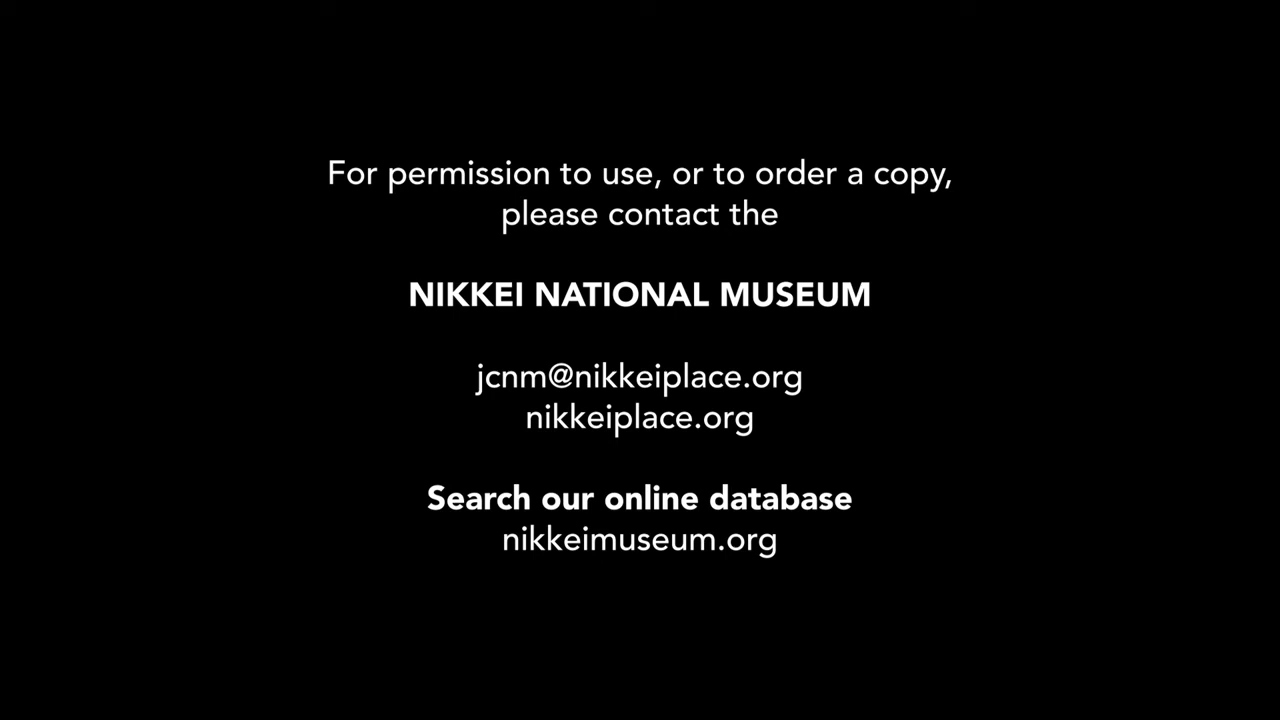 For permission to use, or to order a copy,
please contact the
NIKKEI NATIONAL MUSEUM
jcnm@nikkeiplace.org
nikkeiplace.org
Search our online database
nikkeimuseum.org